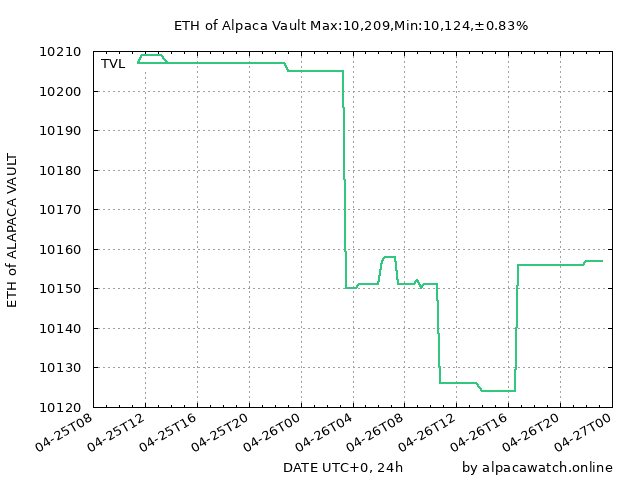 ETH of Alpaca Vault Max:10,209,Min:10,124,±0.83%
TVL
10210
10200
10190
10180
10170
10160
10150
10140
10130
10120
ETH of ALAPACA VAULT
04-25T08
04-25T12
04-25T16
04-25T20
04-26T00
04-26T04
04-26T08
04-26T12
04-26T16
04-26T20
04-27T00
DATE UTC+0, 24h
by alpacawatch.online